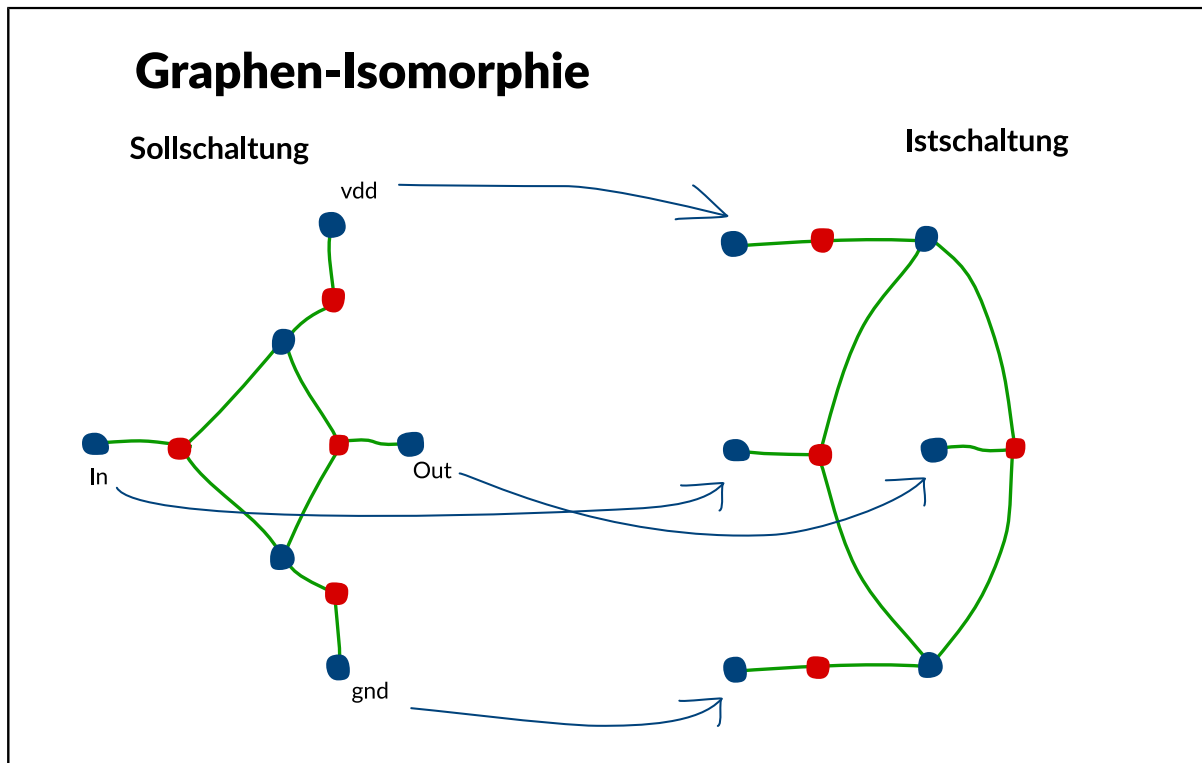 Graphen-Isomorphie
Sollschaltung
Istschaltung
vdd
In
Out
gnd